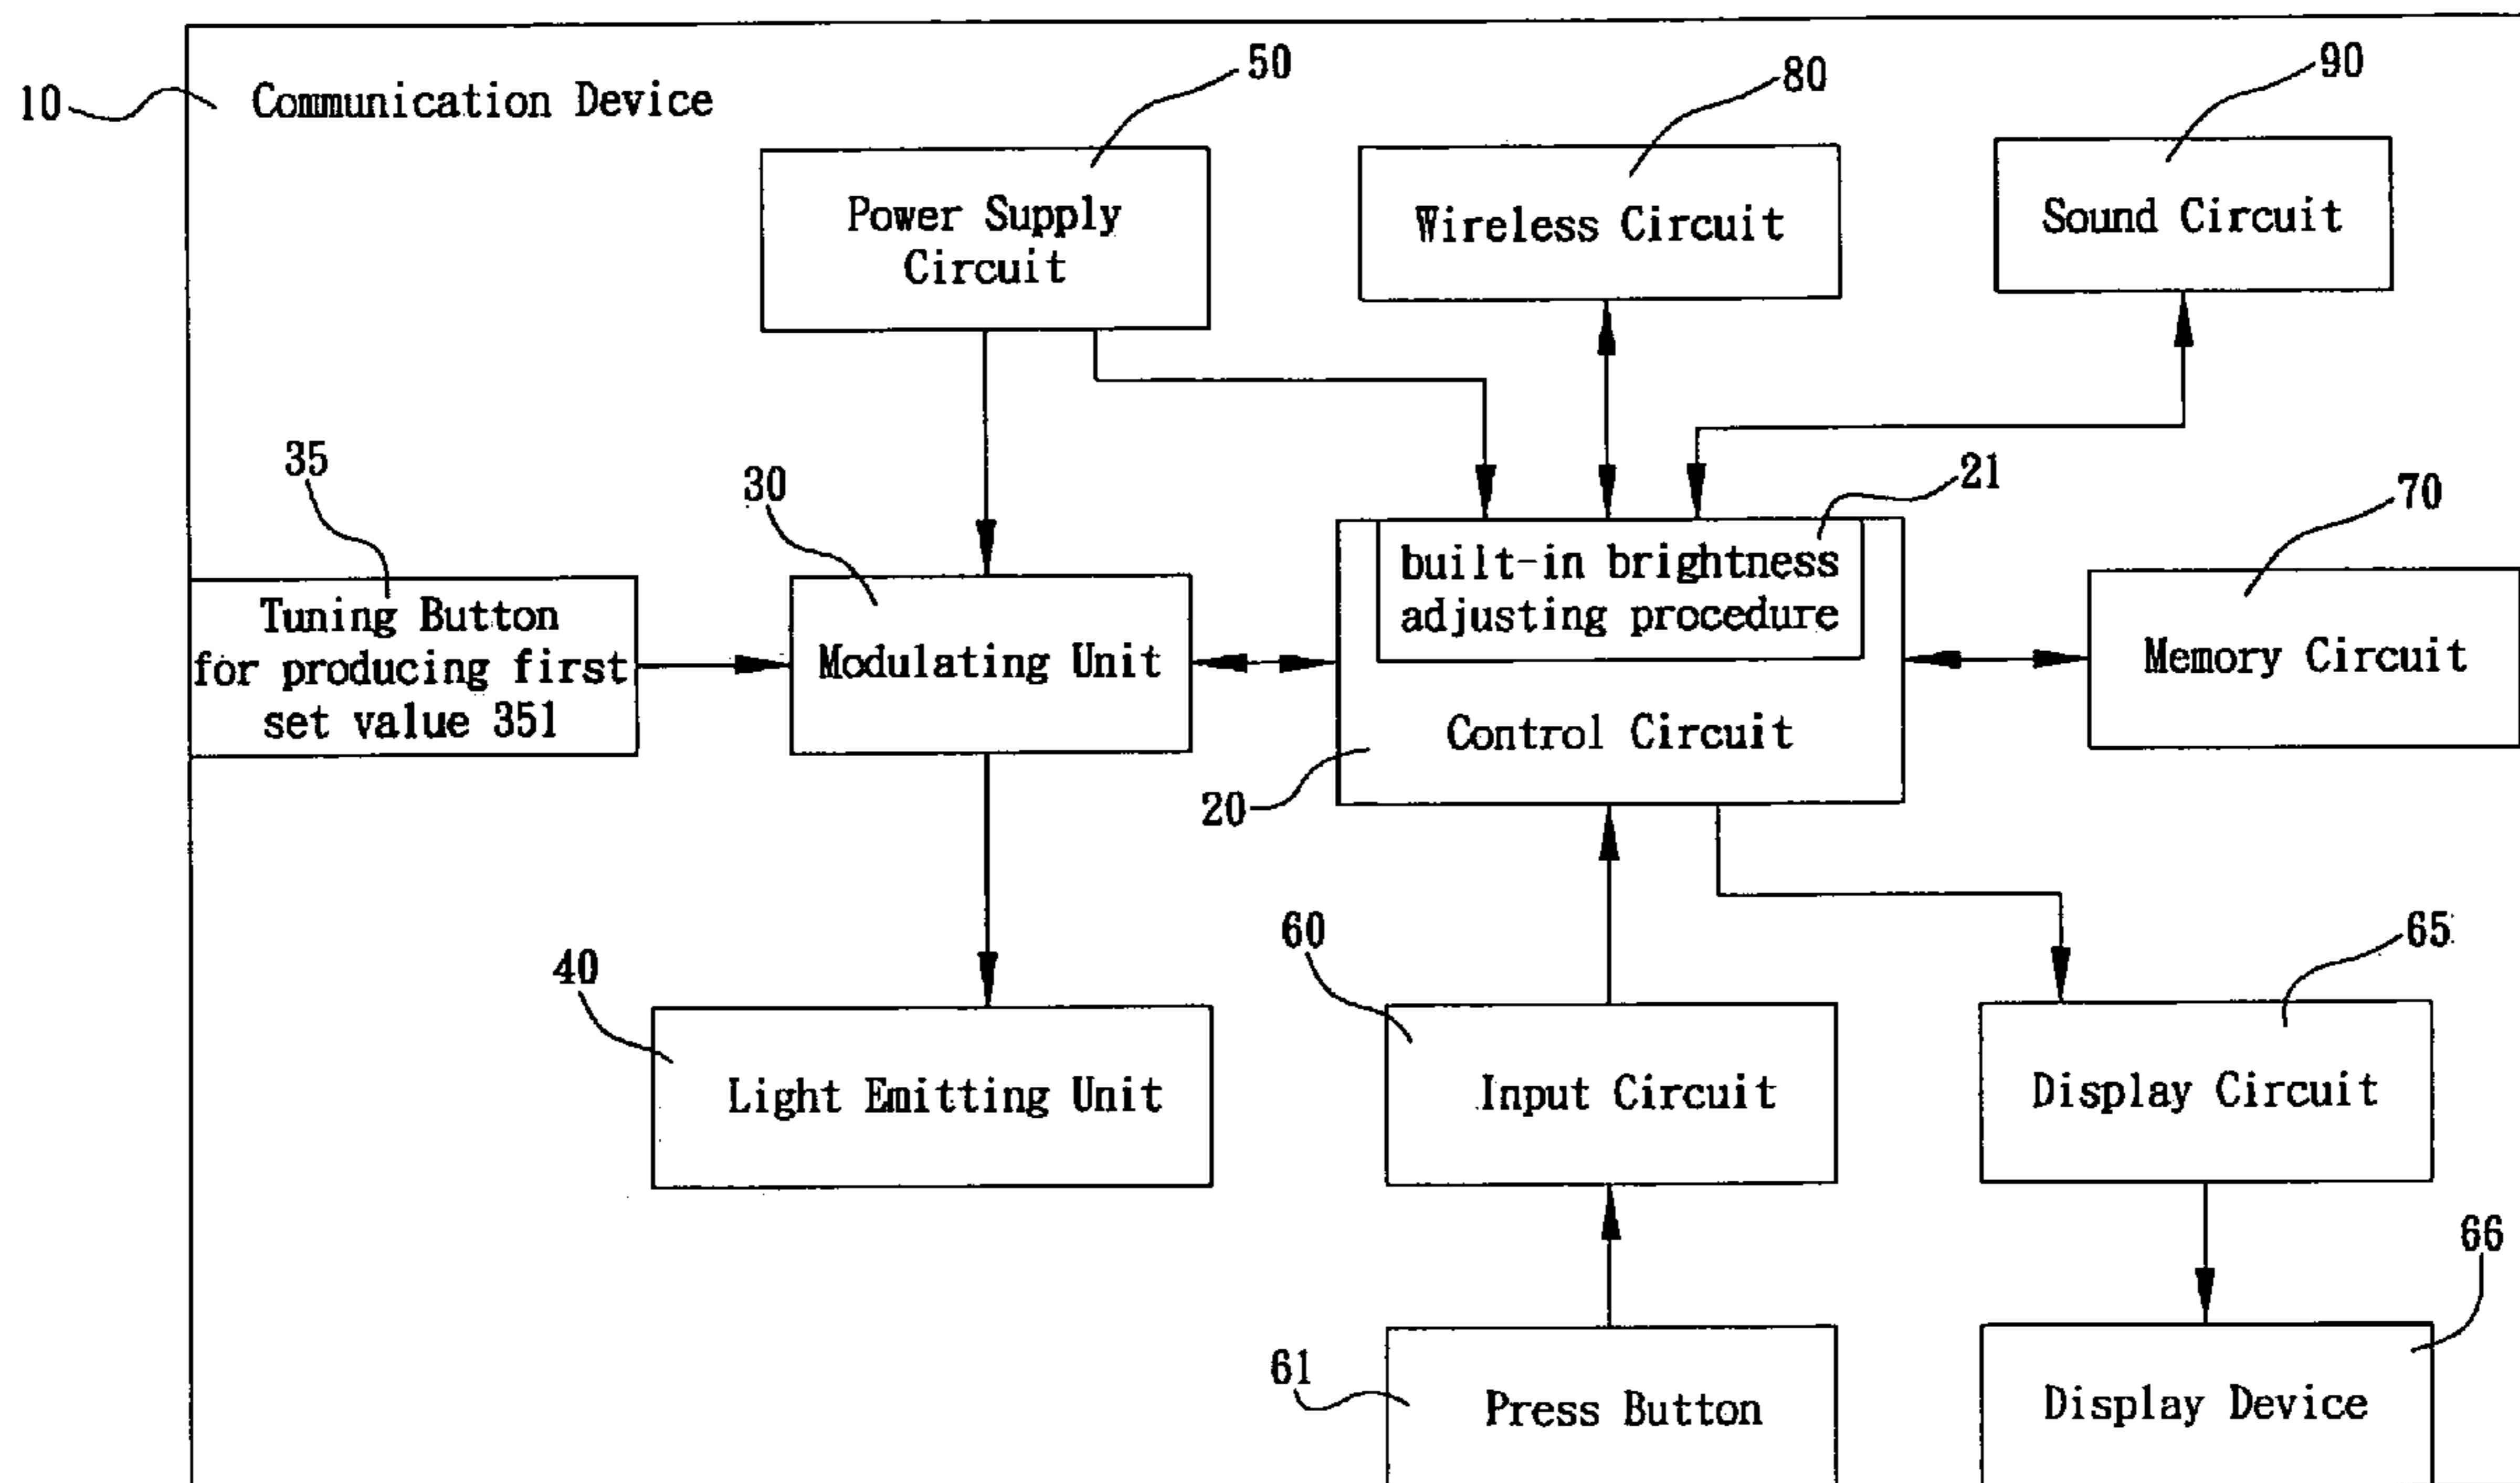 10
Communication Device
50
80
90
Power Supply
Circuit
Wireless Circuit
Sound Circuit
35
30
21
70
Tuning Button
for producing first
set value 351
Modulating Unit
built-in brightness
adjusting procedure
Control Circuit
20
Memory Circuit
40
60
65
Light Emitting Unit
Input Circuit
Display Circuit
66
61
Press Button
Display Device